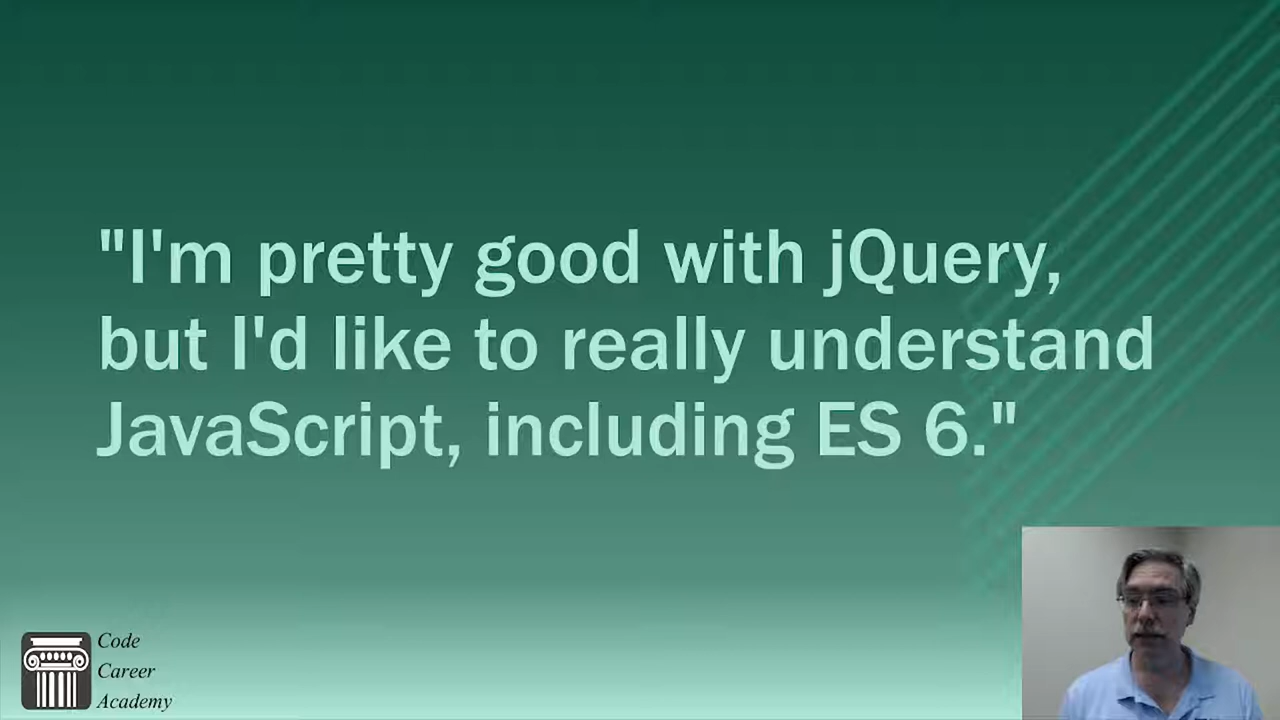 "I'm pretty good with jQuery,
but I'd like to really understand
JavaScript, including ES 6."
Code
Career
Academy